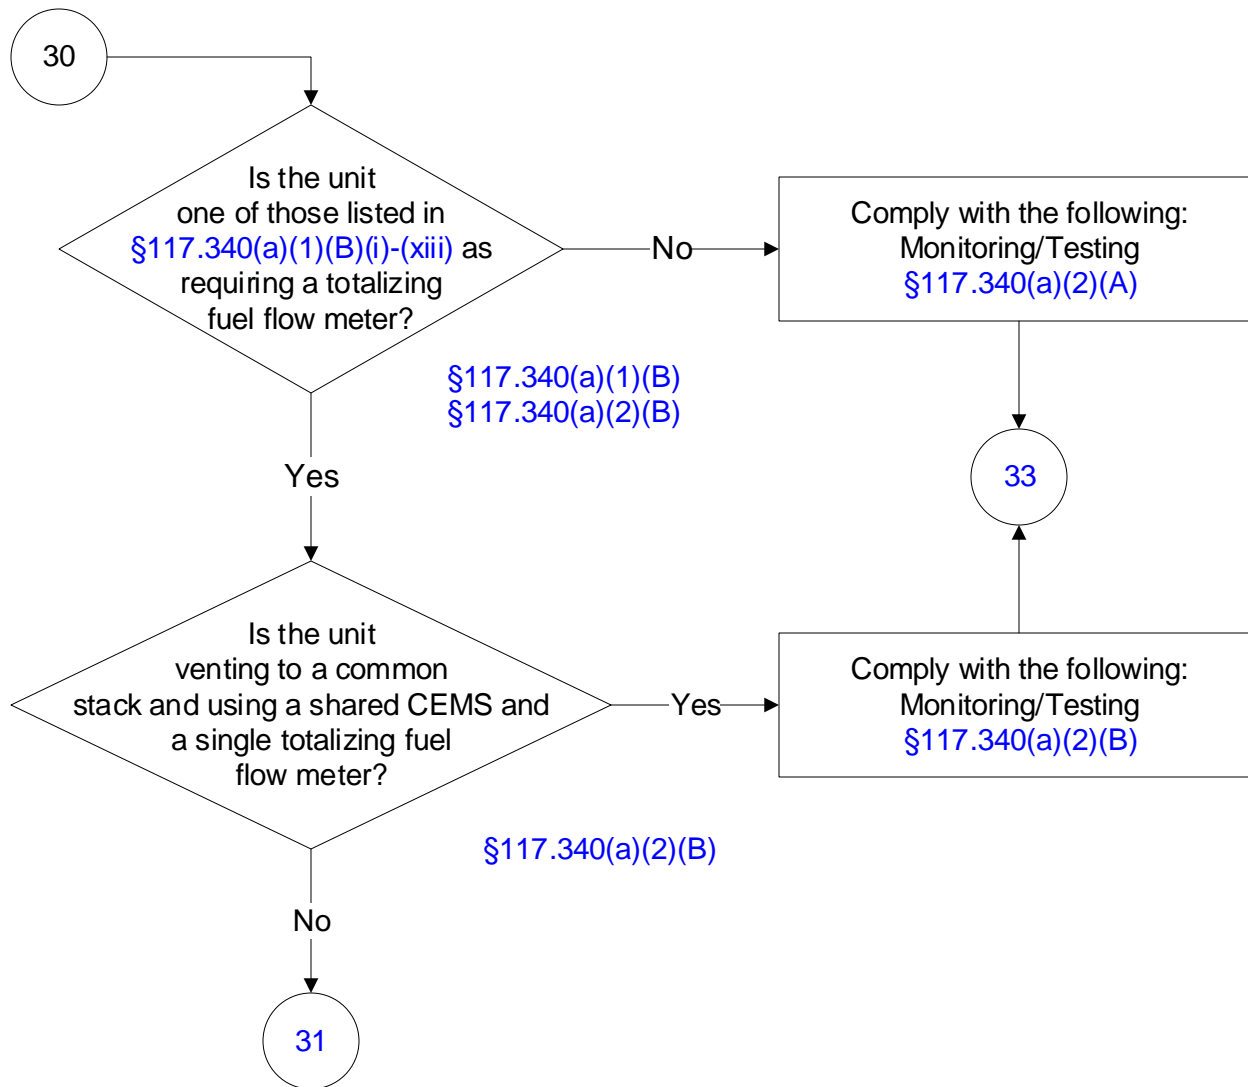 30
Is the unit
one of those listed in
§117.340(a)(1)(B)(i)-(xiii) as
requiring a totalizing
fuel flow meter?
No
Comply with the following:
Monitoring/Testing
§117.340(a)(2)(A)
§117.340(a)(1)(B)
§117.340(a)(2)(B)
33
Yes
Is the unit
venting to a common
stack and using a shared CEMS and
a single totalizing fuel
flow meter?
Yes
Comply with the following:
Monitoring/Testing
§117.340(a)(2)(B)
§117.340(a)(2)(B)
No
31